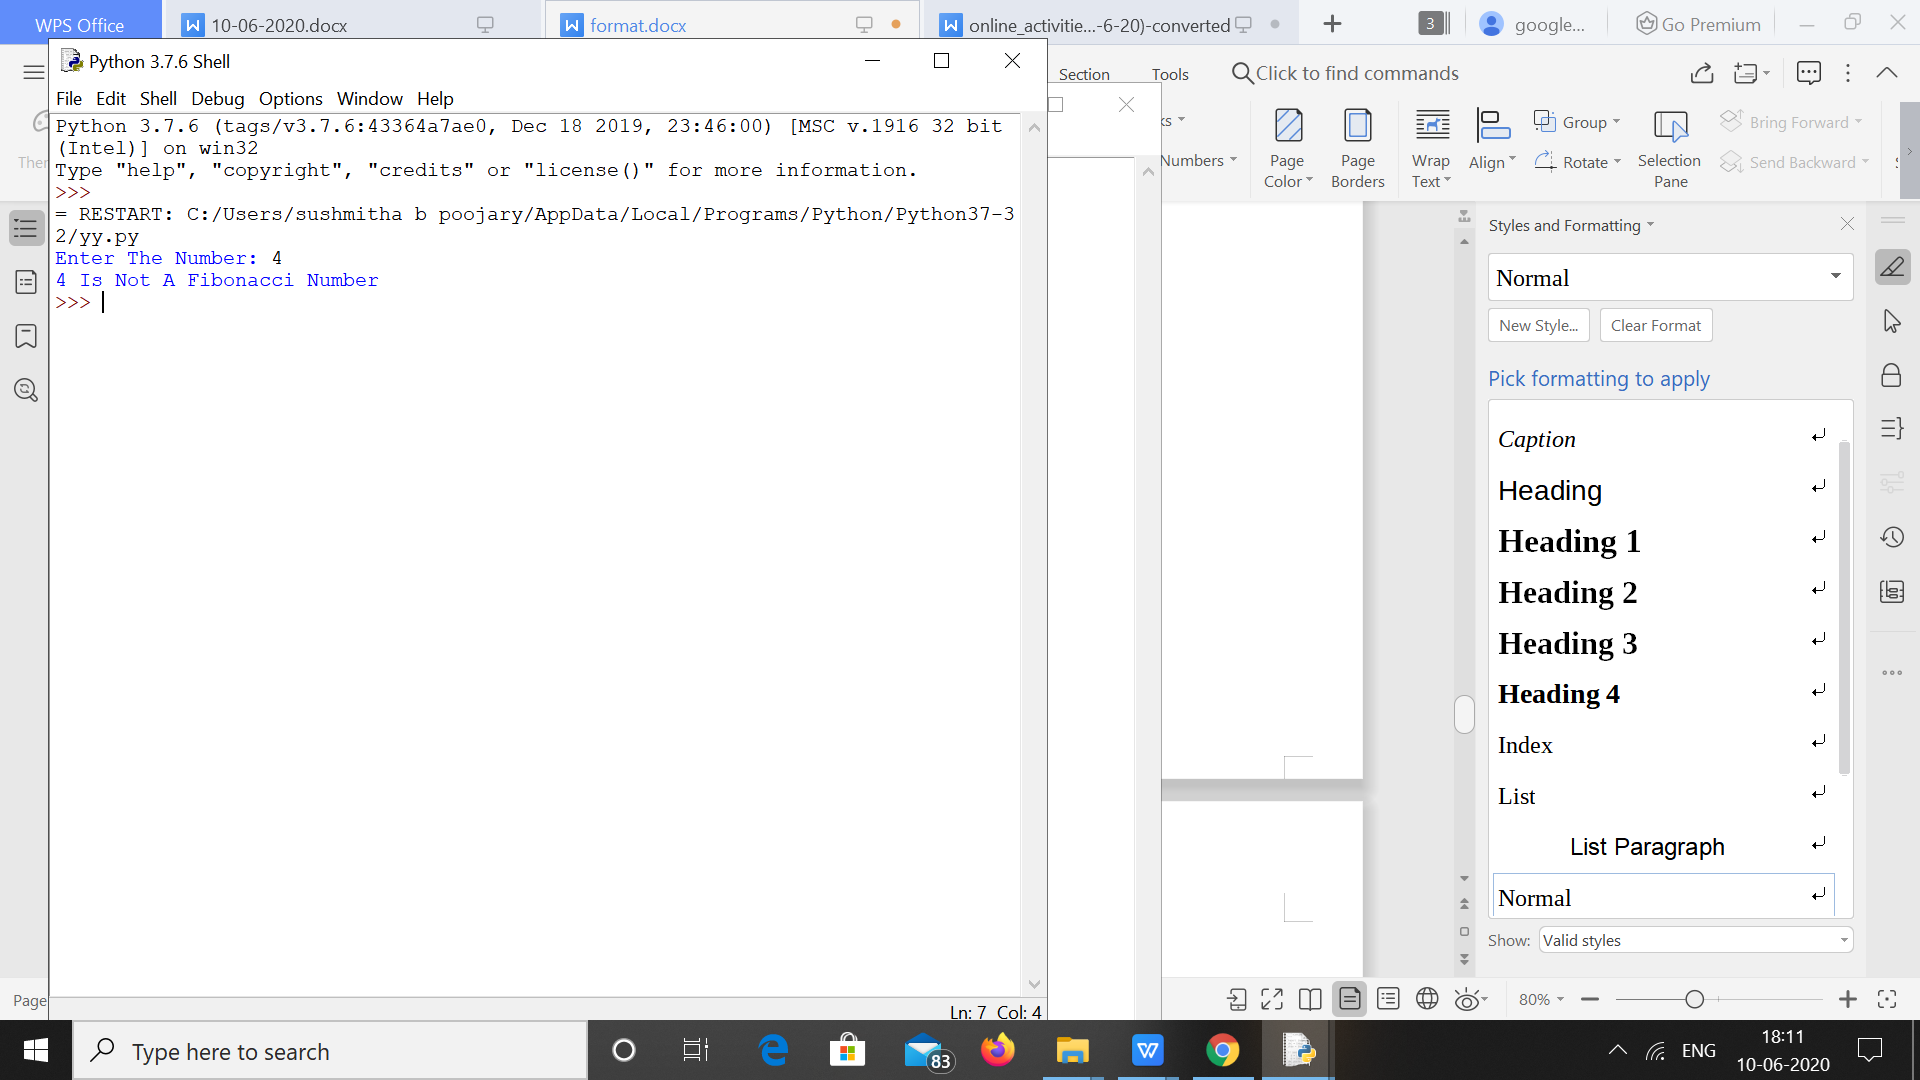 WPS Office
10-06-2020.docx
format.docx
online_activitie...-6-20)-converted
3
google...
Go Premium
Python 3.7.6 Shell
Section
Tools
Click to find commands
File Edit Shell Debug Options Window Help
Python 3.7.6 (tags/v3.7.6:43364a7ae0, Dec 18 2019, 23:46:00) [MSC v.1916 32 bit
(Intel)] on win32
Type "help", "copyright", "credits" or "license()" for more information.
>>>
= RESTART: C:/Users/sushmitha b poojary/AppData/Local/Programs/Python/Python37-3
2/yy.py
Enter The Number: 4
4 Is Not A Fibonacci Number
>>>
Ln: 7 Col: 4
Numbers
Page
Color
Page
Borders
Wrap
Text
Align
Group
Rotate
Selection
Pane
Bring Forward
Send Backward
Styles and Formatting
Normal
New Style...
Clear Format
Pick formatting to apply
Caption
Heading
Heading 1
Heading 2
Heading 3
Heading 4
Index
List
List Paragraph
Normal
Show:
Valid styles
Page
80%
Type here to search
83
ENG
18:11
10-06-2020